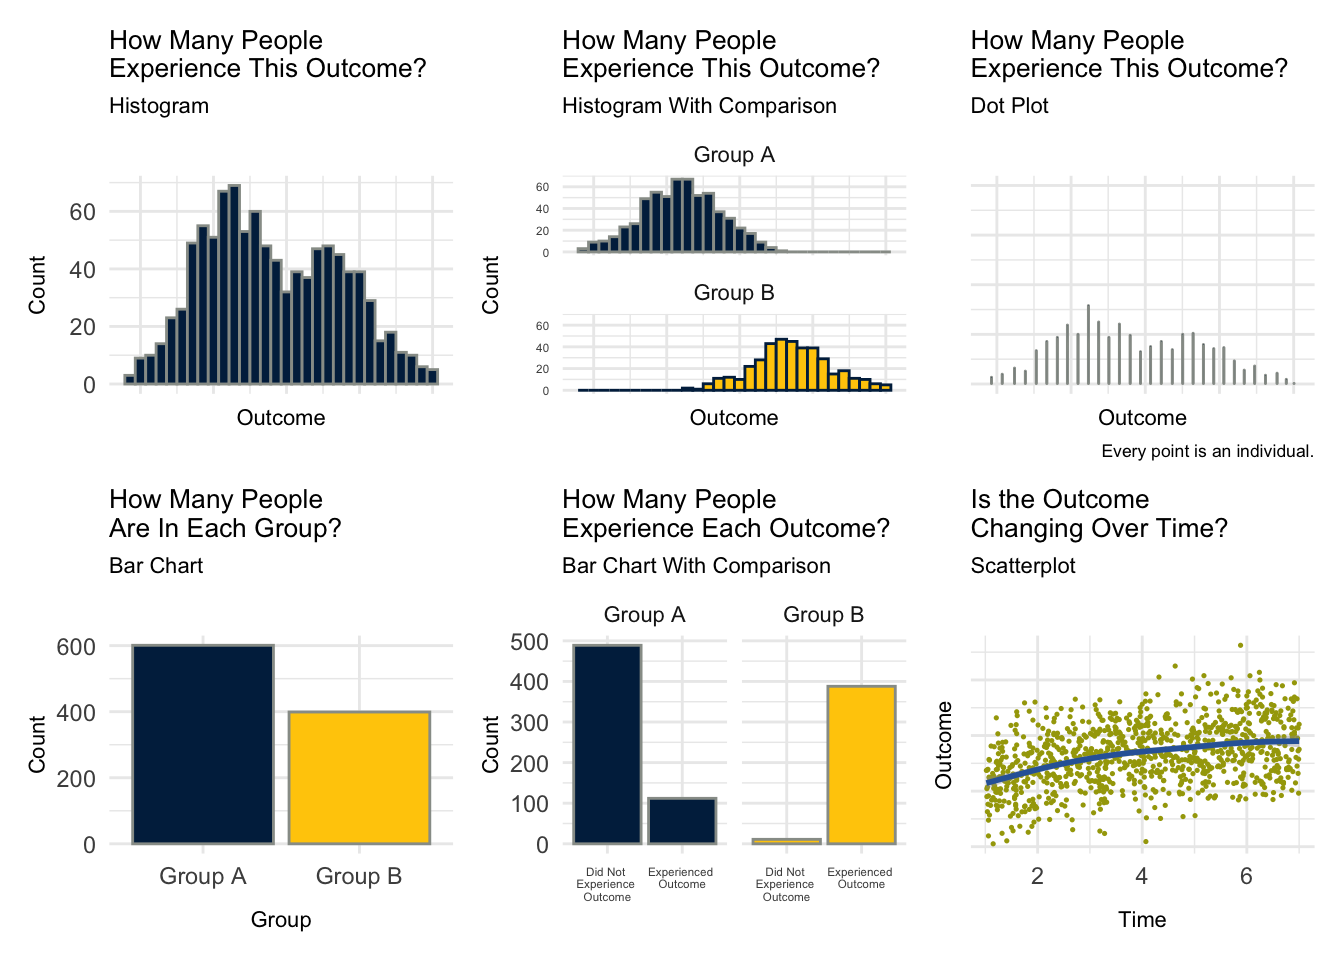 How Many People
Experience This Outcome?
Histogram
60
40
20
0
Count
Outcome
How Many People
Experience This Outcome?
Histogram With Comparison
Group A
60
40
20
0
Group B
60
40
20
0
Count
Outcome
How Many People
Experience This Outcome?
Dot Plot
Outcome
Every point is an individual.
How Many People
Are In Each Group?
Bar Chart
600
400
200
0
Count
Group A
Group B
Group
How Many People
Experience Each Outcome?
Bar Chart With Comparison
Group A
Group B
500
400
300
200
100
0
Count
Did Not
Experience
Outcome
Experienced
Outcome
Did Not
Experience
Outcome
Experienced
Outcome
Is the Outcome
Changing Over Time?
Scatterplot
Outcome
2
4
6
Time